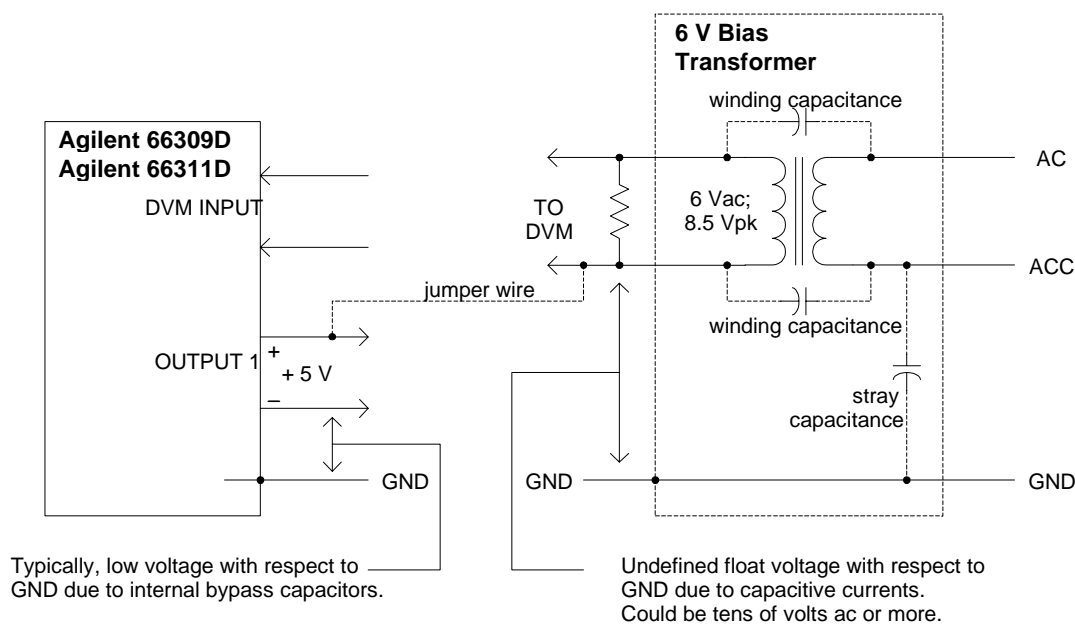 6 V Bias
Transformer
winding capacitance
Agilent 66309D
Agilent 66311D
AC
DVM INPUT
TO
DVM
6 Vac;
8.5 Vpk
ACC
jumper wire
winding capacitance
OUTPUT 1
+
+ 5 V
–
stray
capacitance
GND
GND
GND
Typically, low voltage with respect to
GND due to internal bypass capacitors.
Undefined float voltage with respect to
GND due to capacitive currents.
Could be tens of volts ac or more.